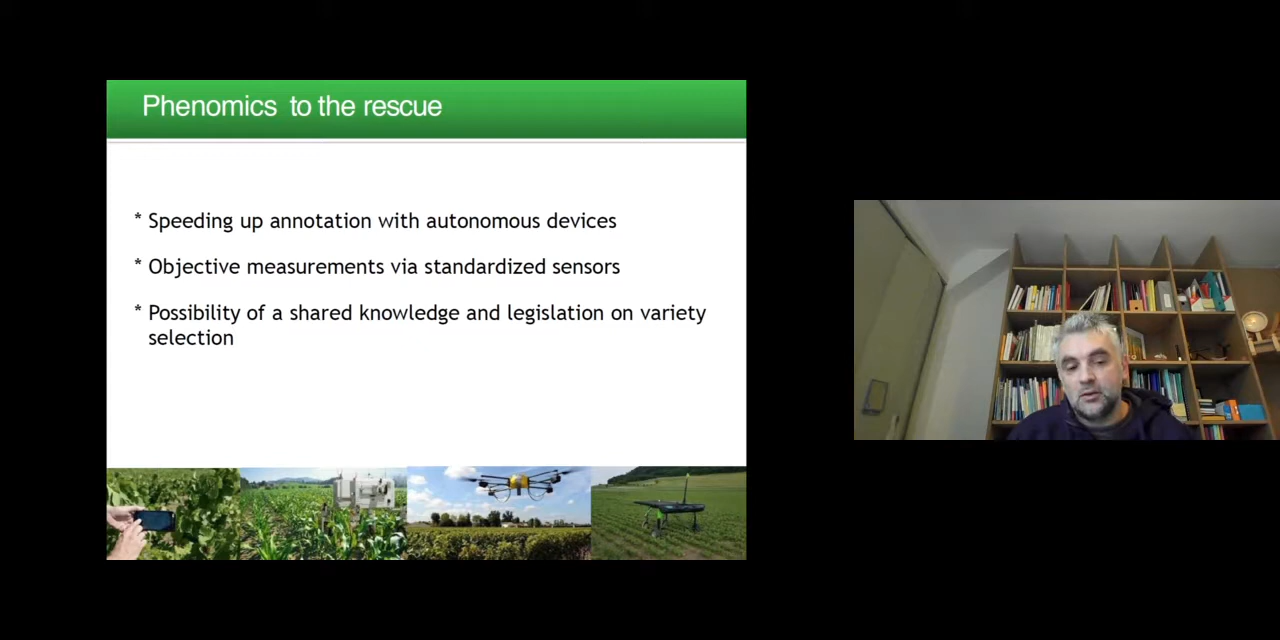 Phenomics to the rescue
* Speeding up annotation with autonomous devices
* Objective measurements via standardized sensors
* Possibility of a shared knowledge and legislation on variety
selection